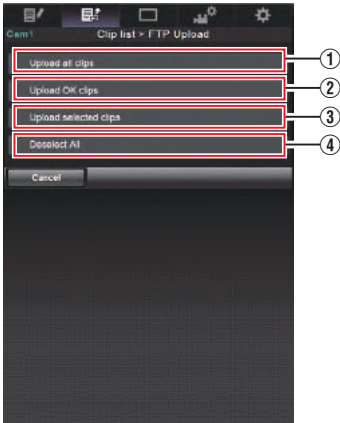 Cam1 Clip list > FTP Upload
Upload all clips ①
Upload OK clips ②
Upload selected clips ③
Deselect All ④
Cancel